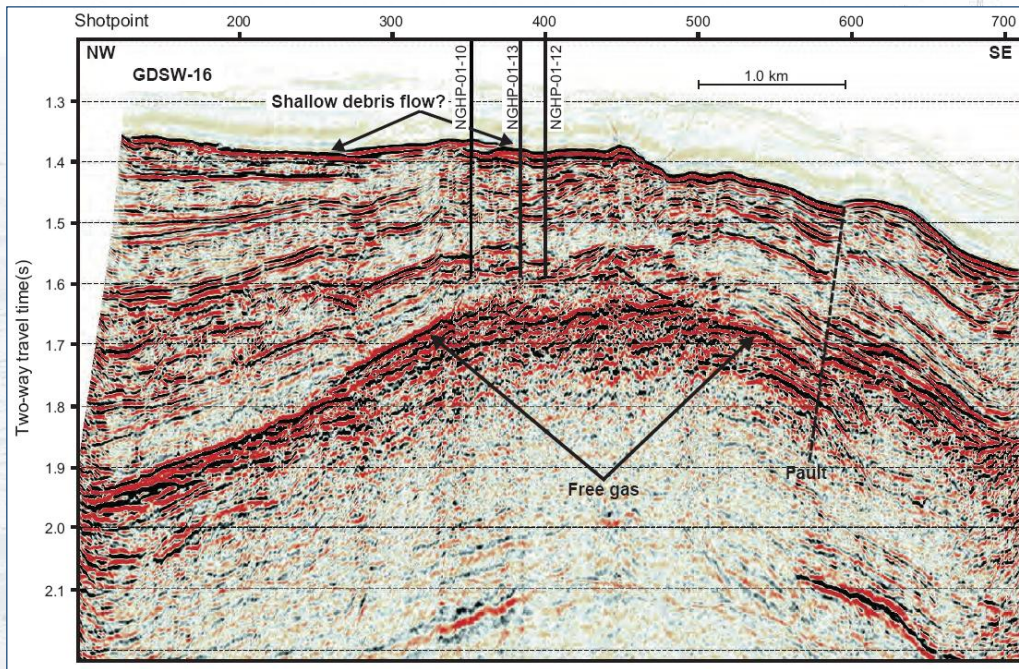 Shotpoint 200 300 400 500 600 700
NW SE
GDSW-16
NGHP-01-10
NGHP-01-13
NGHP-01-12
1.0 km
Shallow debris flow?
Two-way travel time(s)
1.3
1.4
1.5
1.6
1.7
1.8
1.9
2.0
2.1
Free gas
Fault